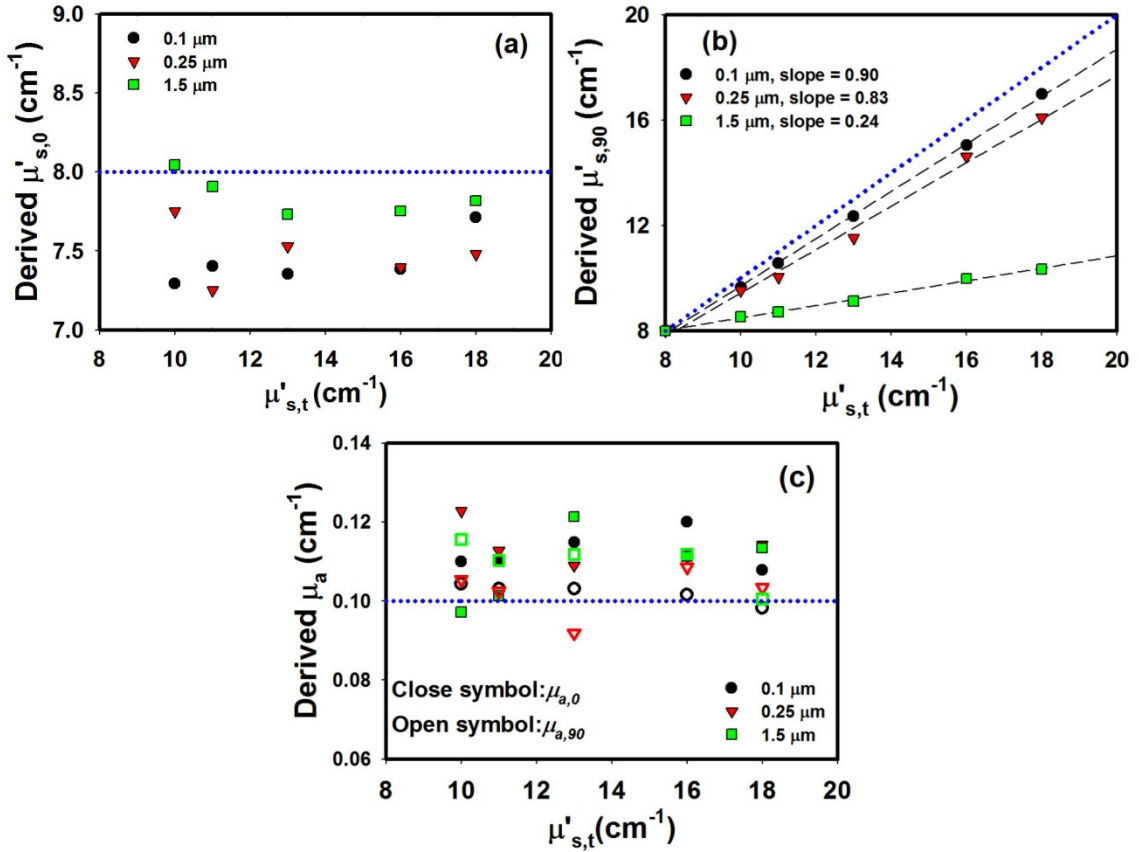 (a)
0.1 μm
0.25 μm
1.5 μm
Derived μ's,0 (cm-1)
9.0
8.5
8.0
7.5
7.0
8 10 12 14 16 18 20
μ's,t (cm-1)
(b)
0.1 μm, slope = 0.90
0.25 μm, slope = 0.83
1.5 μm, slope = 0.24
Derived μ's,90 (cm-1)
20
16
12
8
8 10 12 14 16 18 20
μ's,t (cm-1)
(c)
Derived μa (cm-1)
0.14
0.12
0.10
0.08
0.06
Close symbol:μa,0
Open symbol:μa,90
0.1 μm
0.25 μm
1.5 μm
8 10 12 14 16 18 20
μ's,t(cm-1)